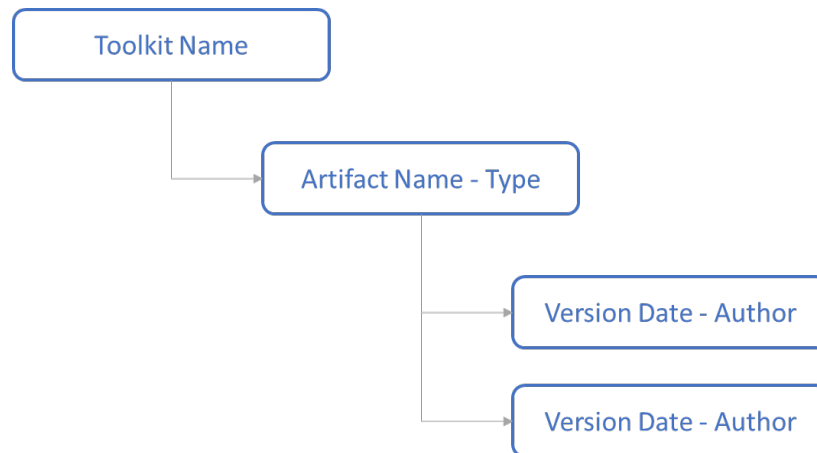 Toolkit Name
Artifact Name - Type
Version Date - Author
Version Date - Author